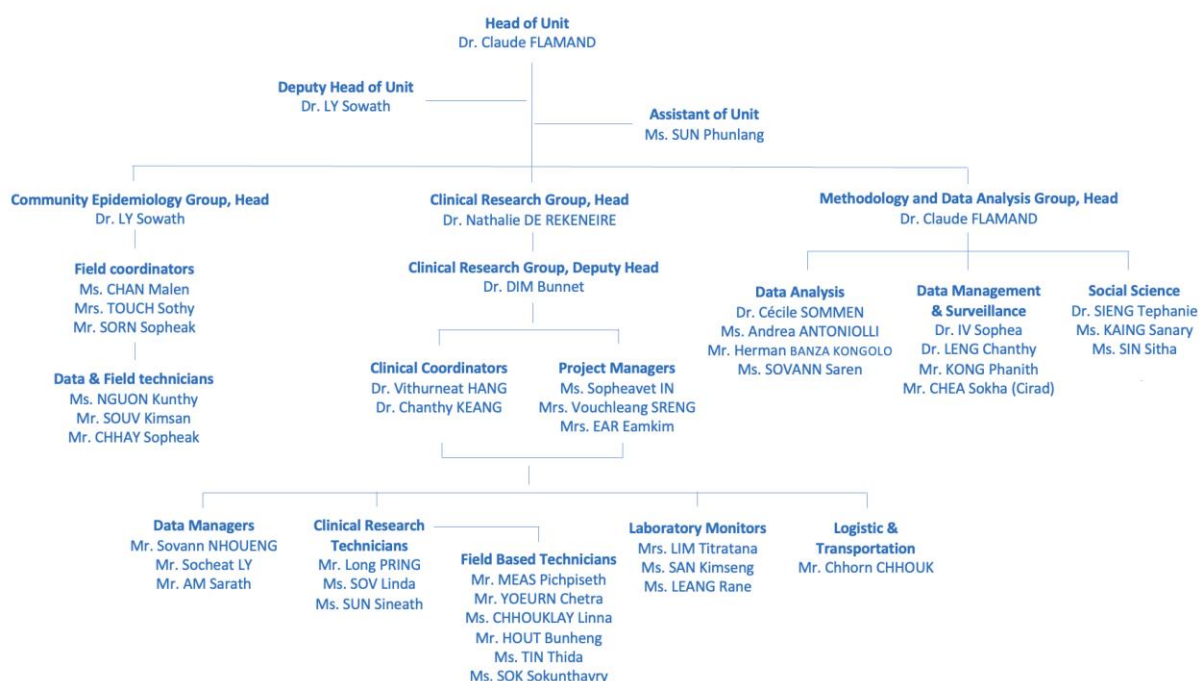 Head of Unit
Dr. Claude FLAMAND
Deputy Head of Unit
Dr. LY Sowath
Assistant of Unit
Ms. SUN Phunlang
Community Epidemiology Group, Head
Dr. LY Sowath
Field coordinators
Ms. CHAN Malen
Mrs. TOUCH Sothy
Mr. SORN Sopheak
Data & Field technicians
Ms. NGUON Kunthy
Mr. SOUV Kimsan
Mr. CHHAY Sopheak
Clinical Research Group, Head
Dr. Nathalie DE REKENEIRE
Clinical Research Group, Deputy Head
Dr. DIM Bunnet
Clinical Coordinators
Dr. Vithurneat HANG
Dr. Chanthy KEANG
Project Managers
Ms. Sopheavet IN
Mrs. Vouchleang SRENG
Mrs. EAR Eamkim
Data Managers
Mr. Sovann NHOUENG
Mr. Socheat LY
Mr. AM Sarath
Clinical Research
Technicians
Mr. Long PRING
Ms. SOV Linda
Ms. SUN Sineath
Field Based Technicians
Mr. MEAS Pichpiseth
Mr. YOEURN Chetra
Ms. CHHOUKLAY Linna
Mr. HOUT Bunheng
Ms. TIN Thida
Ms. SOK Sokunthavry
Laboratory Monitors
Mrs. LIM Titratana
Ms. SAN Kimseng
Ms. LEANG Rane
Logistic &
Transportation
Mr. Chhorn CHHOUK
Methodology and Data Analysis Group, Head
Dr. Claude FLAMAND
Data Analysis
Dr. Cécile SOMMEN
Ms. Andrea ANTONIOLLI
Mr. Herman BANZA KONGOLO
Ms. SOVANN Saren
Data Management
& Surveillance
Dr. IV Sophea
Dr. LENG Chanthy
Mr. KONG Phanith
Mr. CHEA Sokha (Cirad)
Social Science
Dr. SIENG Tephanie
Ms. KAING Sanary
Ms. SIN Sitha